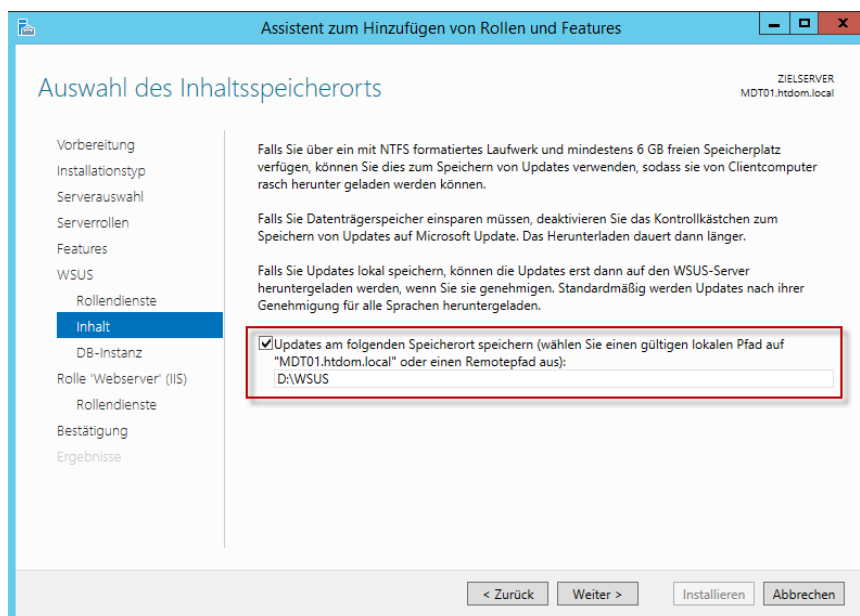 Assistent zum Hinzufügen von Rollen und Features
Auswahl des Inhaltsspeicherorts
ZIELSERVER
MDT01.htdom.local
Vorbereitung
Installationstyp
Serverauswahl
Serverrollen
Features
WSUS
Rollendienste
Inhalt
DB-Instanz
Rolle 'Webserver' (IIS)
Rollendienste
Bestätigung
Ergebnisse
Falls Sie über ein mit NTFS formatiertes Laufwerk und mindestens 6 GB freien Speicherplatz
verfügen, können Sie dies zum Speichern von Updates verwenden, sodass sie von Clientcomputer
rasch herunter geladen werden können.
Falls Sie Datenträgerspeicher einsparen müssen, deaktivieren Sie das Kontrollkästchen zum
Speichern von Updates auf Microsoft Update. Das Herunterladen dauert dann länger.
Falls Sie Updates lokal speichern, können die Updates erst dann auf den WSUS-Server
heruntergeladen werden, wenn Sie sie genehmigen. Standardmäßig werden Updates nach ihrer
Genehmigung für alle Sprachen heruntergeladen.
Updates am folgenden Speicherort speichern (wählen Sie einen gültigen lokalen Pfad auf
"MDT01.htdom.local" oder einen Remotepfad aus):
D:\WSUS
< Zurück
Weiter >
Installieren
Abbrechen